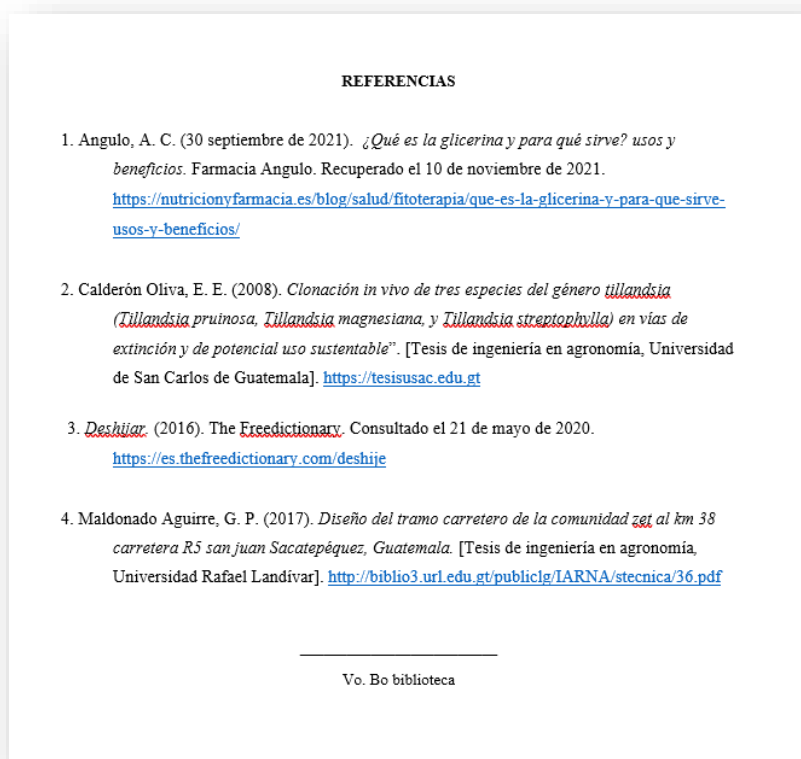 REFERENCIAS
1. Angulo, A. C. (30 septiembre de 2021). ¿Qué es la glicerina y para qué sirve? usos y
beneficios. Farmacia Angulo. Recuperado el 10 de noviembre de 2021.
https://nutricionyfarmacia.es/blog/salud/fitoterapia/que-es-la-glicerina-y-para-que-sirve-
usos-y-beneficios/
2. Calderón Oliva, E. E. (2008). Clonación in vivo de tres especies del género tillandsia
(Tillandsia pruinosa, Tillandsia magnesiana, y Tillandsia streptophylla) en vías de
extinción y de potencial uso sustentable”. [Tesis de ingeniería en agronomía, Universidad
de San Carlos de Guatemala]. https://tesisusac.edu.gt
3. Deshijar. (2016). The Freedictionary. Consultado el 21 de mayo de 2020.
https://es.thefreedictionary.com/deshije
4. Maldonado Aguirre, G. P. (2017). Diseño del tramo carretero de la comunidad zet al km 38
carretera R5 san juan Sacatepéquez, Guatemala. [Tesis de ingeniería en agronomía,
Universidad Rafael Landívar]. http://biblio3.url.edu.gt/publiclg/IARNA/stecnica/36.pdf
Vo. Bo biblioteca